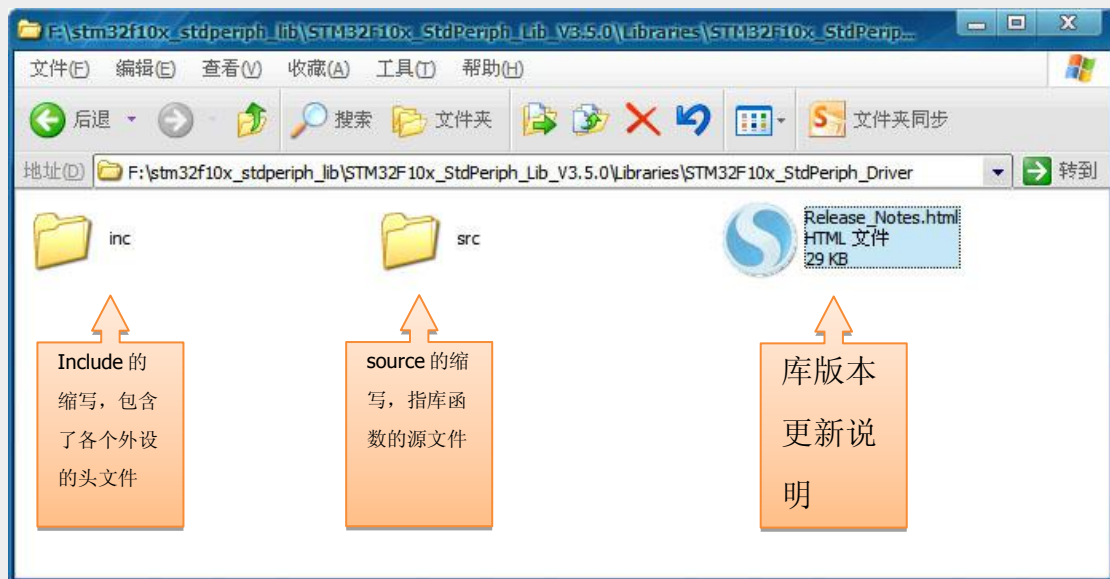 F:\stm32f10x_stdperiph_lib\STM32F10x_StdPeriph_Lib_V3.5.0\Libraries\STM32F10x_StdPerip...
文件(F) 编辑(E) 查看(V) 收藏(A) 工具(T) 帮助(H)
后退 搜索 文件夹 S 文件夹同步
地址(D) F:\stm32f10x_stdperiph_lib\STM32F10x_StdPeriph_Lib_V3.5.0\Libraries\STM32F10x_StdPeriph_Driver 转到
inc
src
Release_Notes.html
HTML 文件
29 KB
Include 的
缩写，包含
了各个外设
的头文件
source 的缩
写，指库函
数的源文件
库版本
更新说
明